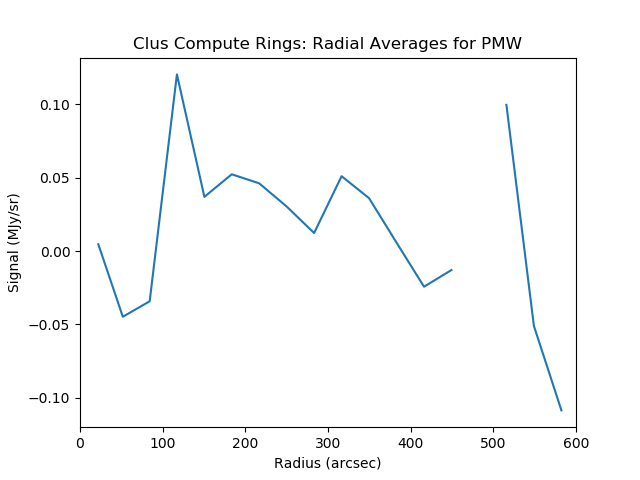 Clus Compute Rings: Radial Averages for PMW
Signal (MJy/sr)
0.10
0.05
0.00
−0.05
−0.10
0 100 200 300 400 500 600
Radius (arcsec)